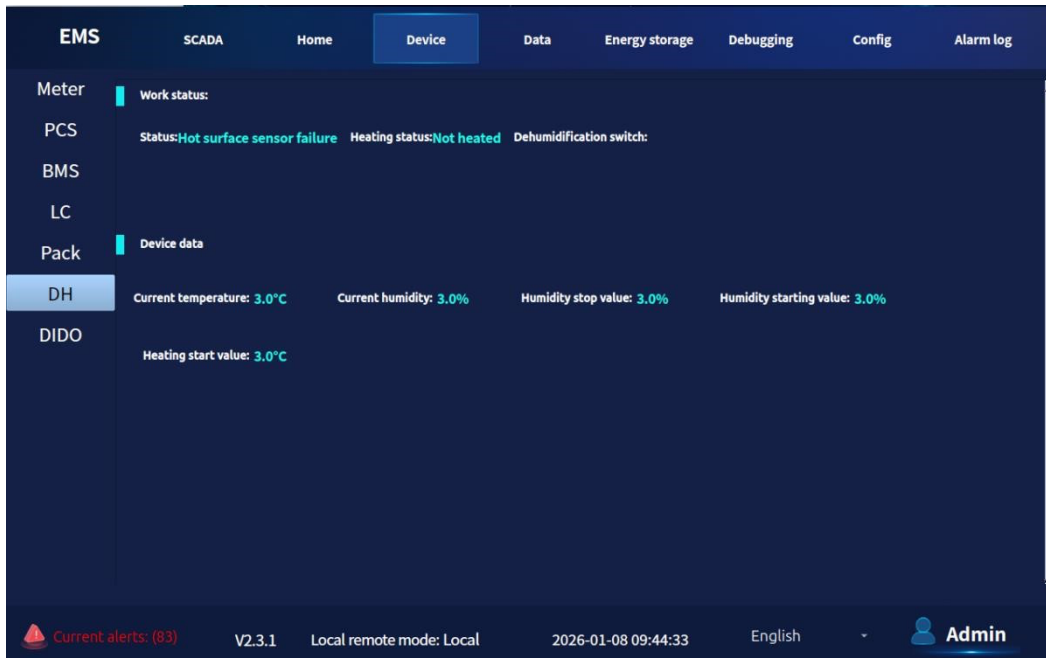 EMS SCADA Home Device Data Energy storage Debugging Config Alarm log
Meter
PCS
BMS
LC
Pack
DH
DIDO
Work status:
Status:Hot surface sensor failure Heating status:Not heated Dehumidification switch:
Device data
Current temperature: 3.0°C Current humidity: 3.0% Humidity stop value: 3.0% Humidity starting value: 3.0%
Heating start value: 3.0°C
Current alerts: (83) V2.3.1 Local remote mode: Local 2026-01-08 09:44:33 English Admin